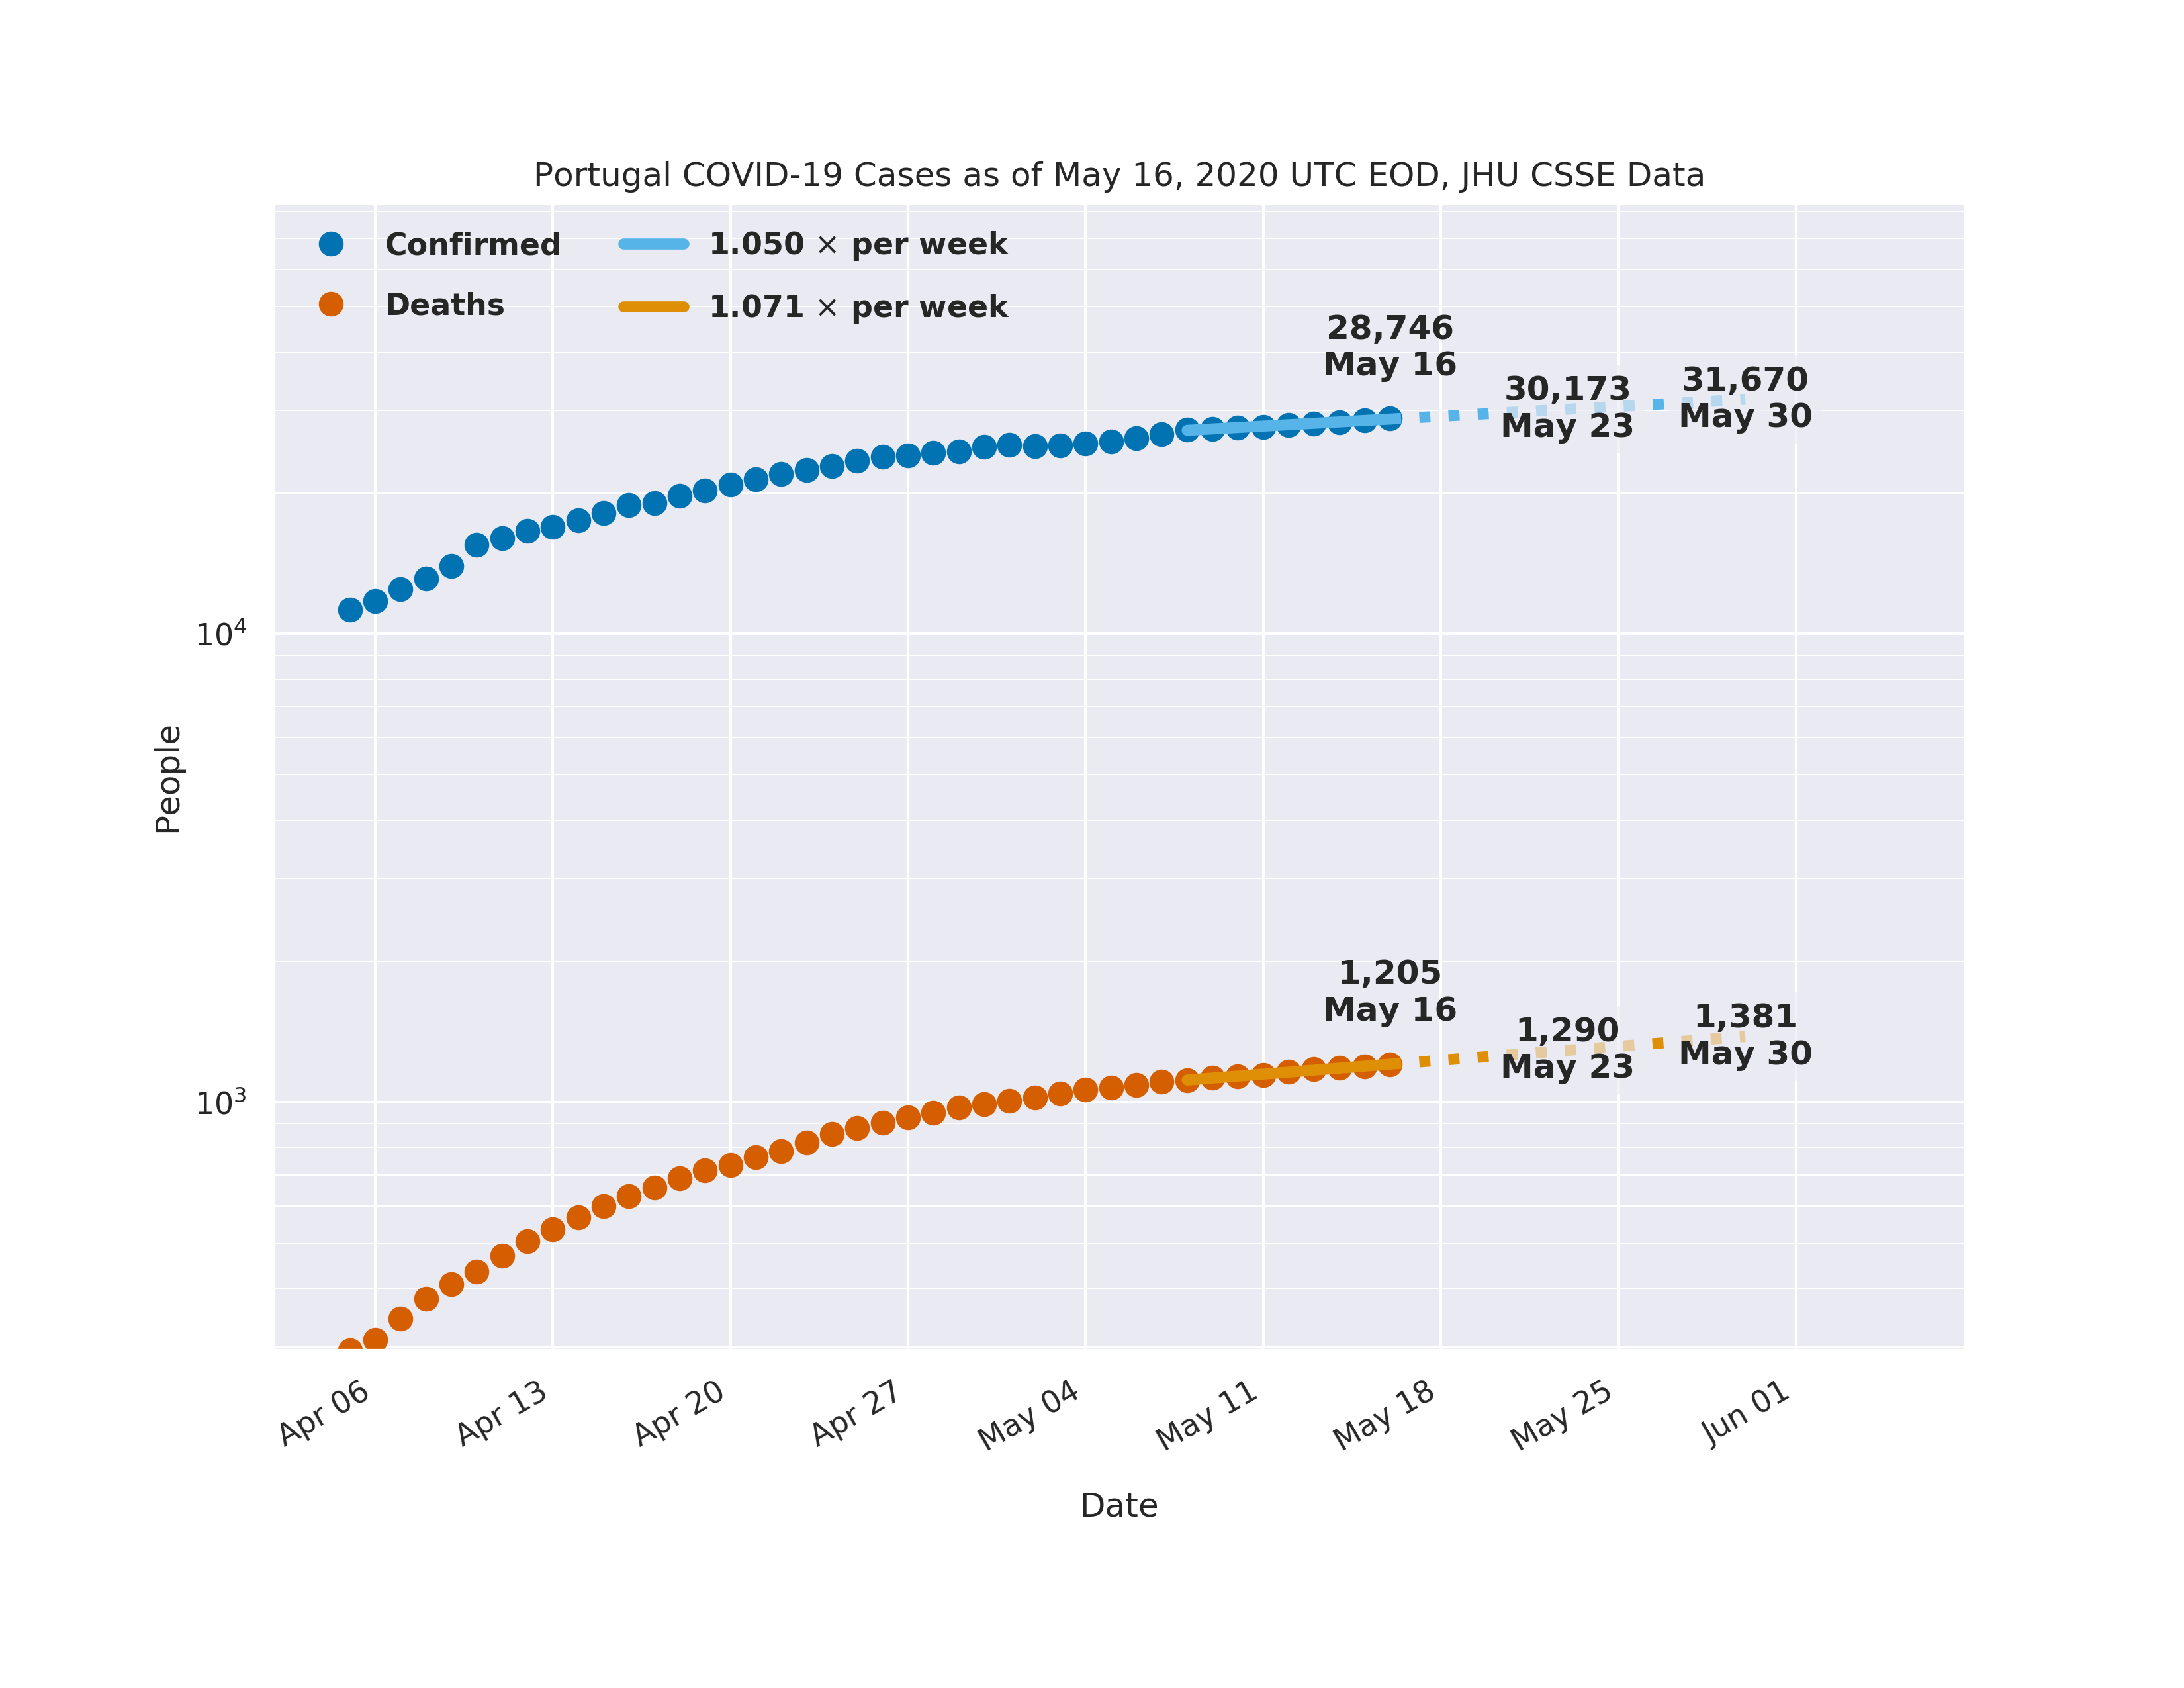 Portugal COVID-19 Cases as of May 16, 2020 UTC EOD, JHU CSSE Data
Confirmed
Deaths
1.050 × per week
1.071 × per week
28,746
May 16
30,173
May 23
31,670
May 30
1,205
May 16
1,290
May 23
1,381
May 30
People
10⁴
10³
Apr 06
Apr 13
Apr 20
Apr 27
May 04
May 11
May 18
May 25
Jun 01
Date